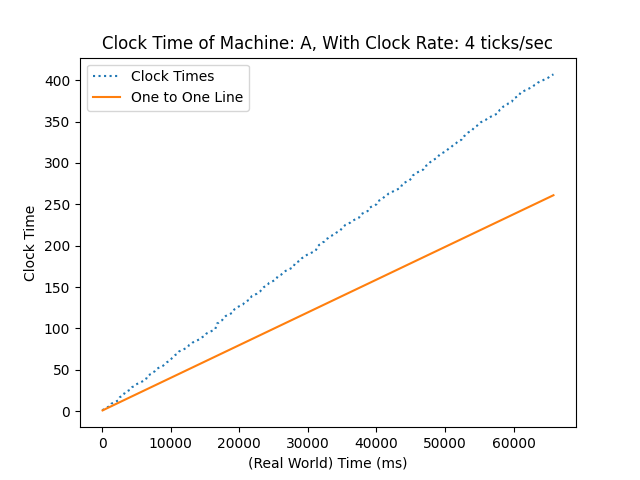 Clock Time of Machine: A, With Clock Rate: 4 ticks/sec
Clock Times
One to One Line
400
350
300
250
200
150
100
50
0
Clock Time
0 10000 20000 30000 40000 50000 60000
(Real World) Time (ms)